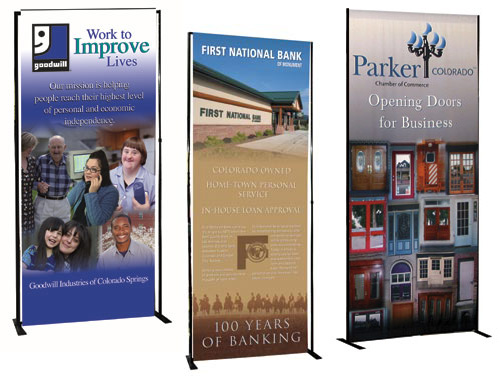 goodwill
Work to
Improve
Lives
Our mission is helping
people reach their highest level
of personal and economic
independence.
Goodwill Industries of Colorado Springs
FIRST NATIONAL BANK
OF MONUMENT
FIRST NATIONAL BANK
COLORADO OWNED
HOME-TOWN PERSONAL
SERVICE
IN-HOUSE LOAN APPROVAL
100 YEARS
OF BANKING
Parker COLORADO
Chamber of Commerce
Opening Doors
for Business